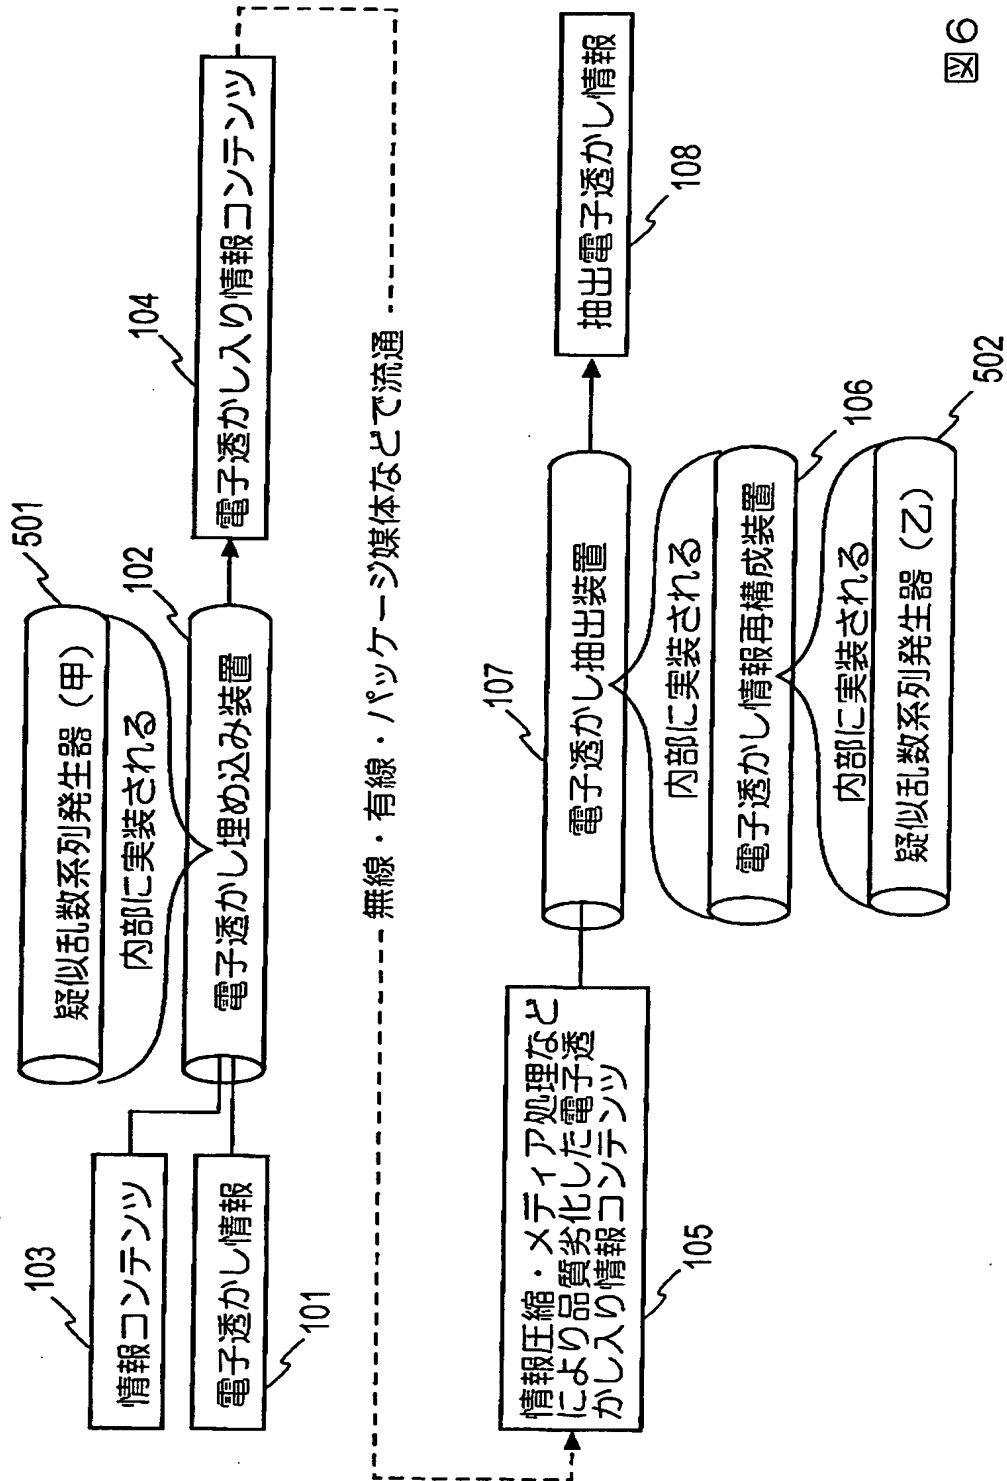 103
情報コンテンツ
電子透かし情報
101
501
疑似乱数系列発生器（甲）
内部に実装される
102
電子透かし埋め込み装置
104
電子透かし入り情報コンテンツ
無線・有線・パッケージ媒体などで流通
情報圧縮・メディア処理など
により品質劣化した電子透
かし入り情報コンテンツ
105
107
電子透かし抽出装置
内部に実装される
電子透かし情報再構成装置
106
内部に実装される
疑似乱数系列発生器（乙）
502
抽出電子透かし情報
108
図6